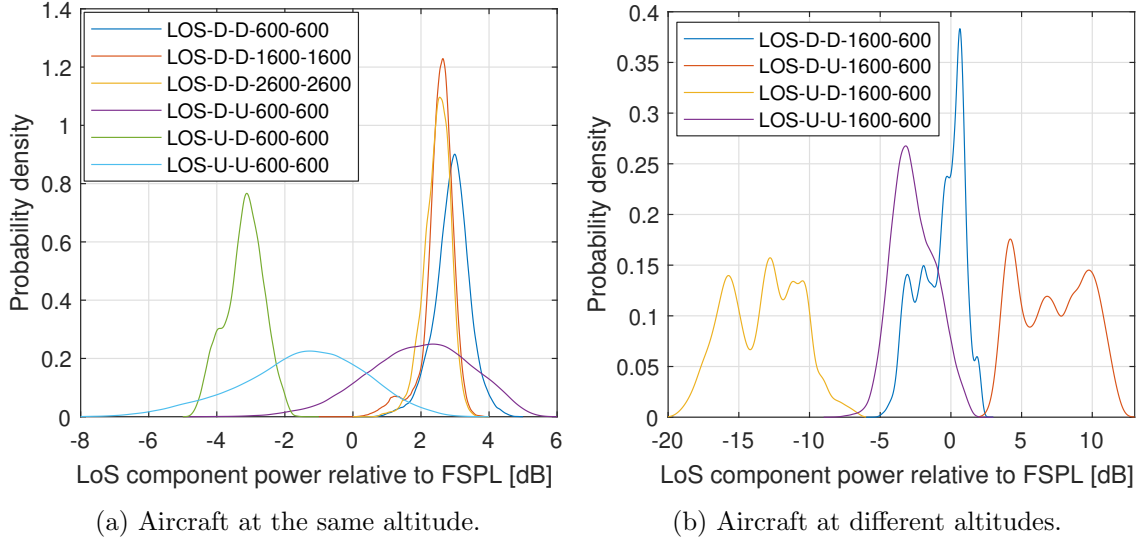 1.4
1.2
1
0.8
0.6
0.4
0.2
0
Probability density
LOS-D-D-600-600
LOS-D-D-1600-1600
LOS-D-D-2600-2600
LOS-D-U-600-600
LOS-U-D-600-600
LOS-U-U-600-600
-8 -6 -4 -2 0 2 4 6
LoS component power relative to FSPL [dB]
(a) Aircraft at the same altitude.
0.4
0.35
0.3
0.25
0.2
0.15
0.1
0.05
0
Probability density
LOS-D-D-1600-600
LOS-D-U-1600-600
LOS-U-D-1600-600
LOS-U-U-1600-600
-20 -15 -10 -5 0 5 10
LoS component power relative to FSPL [dB]
(b) Aircraft at different altitudes.